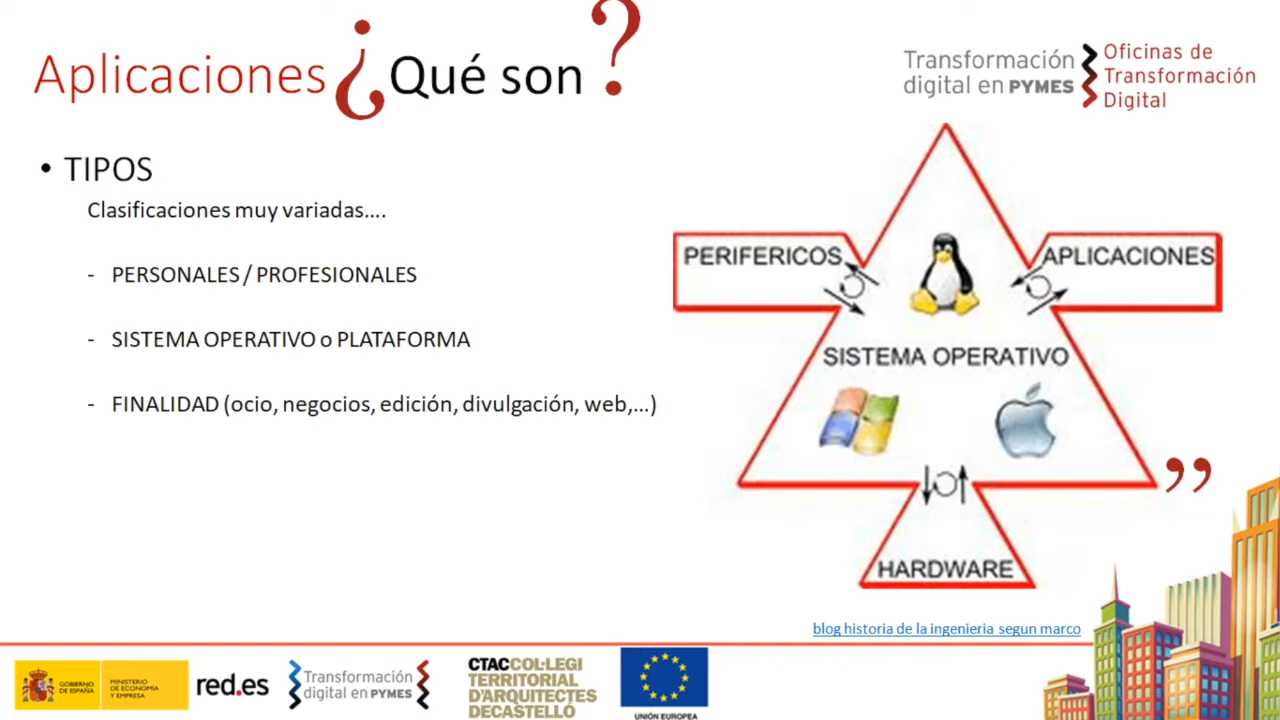 Aplicaciones ¿Qué son?
Transformación
digital en PYMES
Oficinas de
Transformación
Digital
• TIPOS
Clasificaciones muy variadas....
- PERSONALES / PROFESIONALES
- SISTEMA OPERATIVO o PLATAFORMA
- FINALIDAD (ocio, negocios, edición, divulgación, web,...)
PERIFERICOS
APLICACIONES
SISTEMA OPERATIVO
HARDWARE
”
blog historia de la ingenieria segun marco
GOBIERNO
DE ESPAÑA
MINISTERIO
DE ECONOMÍA
Y EMPRESA
red.es
Transformación
digital en PYMES
CTAC COL·LEGI
TERRITORIAL
D'ARQUITECTES
DE CASTELLÓ
UNIÓN EUROPEA